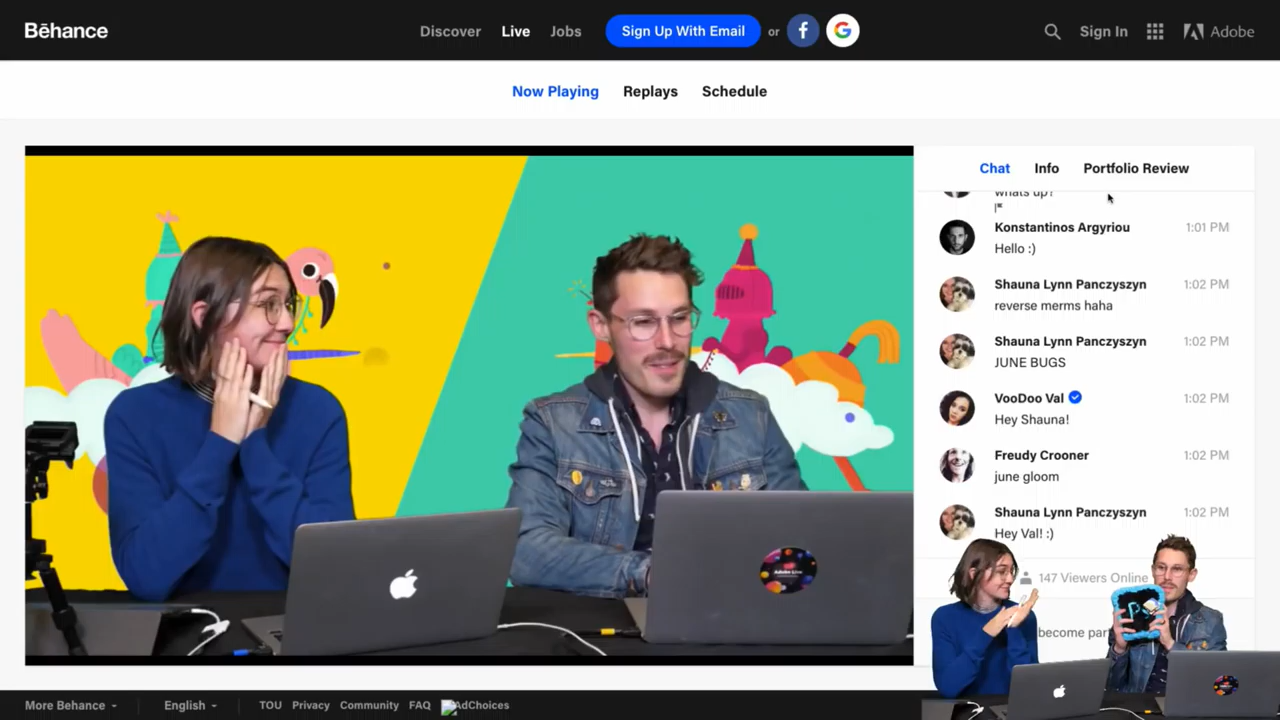 Bēhance
Discover Live Jobs Sign Up With Email or f G Sign In Adobe
Now Playing Replays Schedule
Chat Info Portfolio Review
whats up?
Konstantinos Argyriou 1:01 PM
Hello :)
Shauna Lynn Panczyszyn 1:02 PM
reverse merms haha
Shauna Lynn Panczyszyn 1:02 PM
JUNE BUGS
VooDoo Val 1:02 PM
Hey Shauna!
Freudy Crooner 1:02 PM
june gloom
Shauna Lynn Panczyszyn 1:02 PM
Hey Val! :)
147 Viewers Online
become par
More Behance English TOU Privacy Community FAQ AdChoices